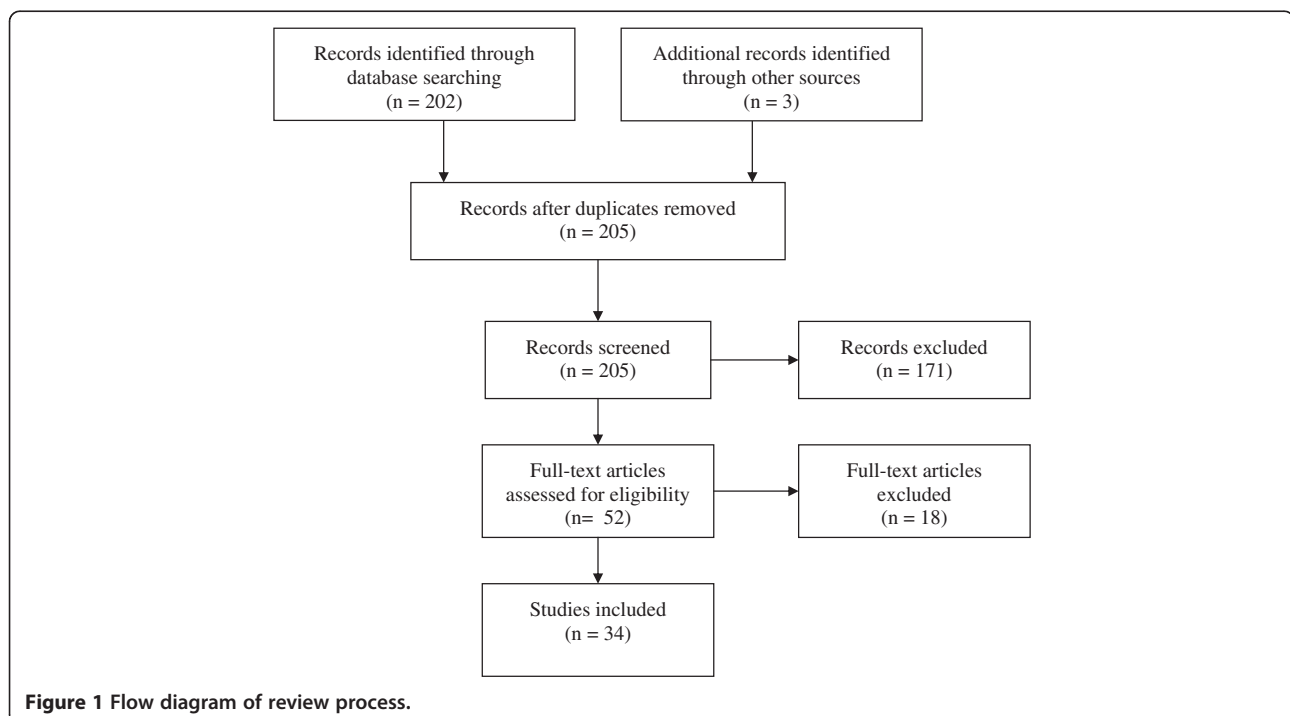 Records identified through
database searching
(n = 202)
Additional records identified
through other sources
(n = 3)
Records after duplicates removed
(n = 205)
Records screened
(n = 205)
Records excluded
(n = 171)
Full-text articles
assessed for eligibility
(n= 52)
Full-text articles
excluded
(n = 18)
Studies included
(n = 34)
Figure 1 Flow diagram of review process.